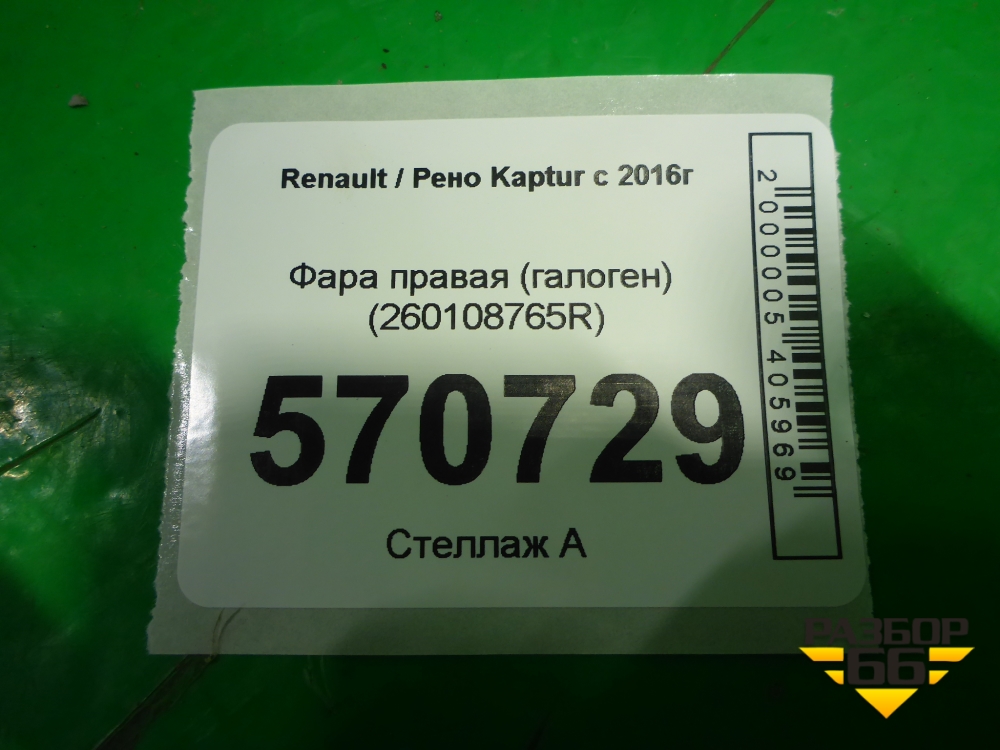 Renault / Рено Kaptur с 2016г
Фара правая (галоген)
(260108765R)
570729
Стеллаж А
2000005405969
РАЗБОР
66